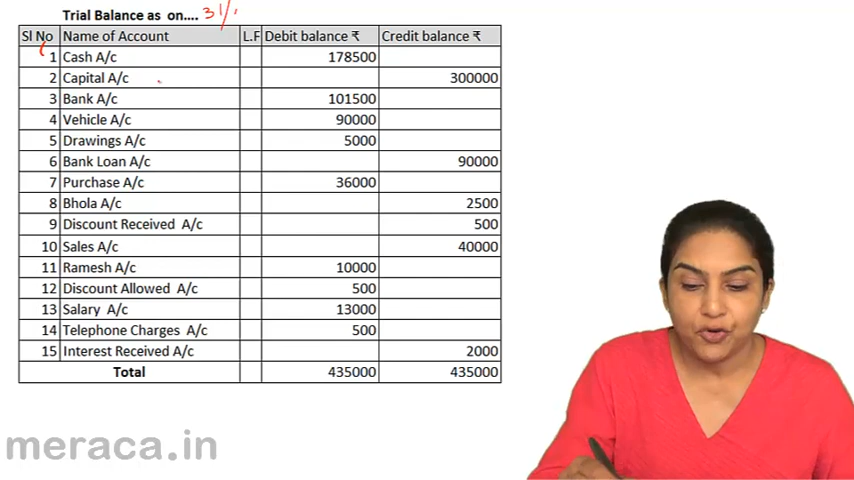 Trial Balance as on.... 31/
Sl No Name of Account L.F Debit balance ₹ Credit balance ₹
1 Cash A/c 178500
2 Capital A/c 300000
3 Bank A/c 101500
4 Vehicle A/c 90000
5 Drawings A/c 5000
6 Bank Loan A/c 90000
7 Purchase A/c 36000
8 Bhola A/c 2500
9 Discount Received A/c 500
10 Sales A/c 40000
11 Ramesh A/c 10000
12 Discount Allowed A/c 500
13 Salary A/c 13000
14 Telephone Charges A/c 500
15 Interest Received A/c 2000
Total 435000 435000
meraca.in